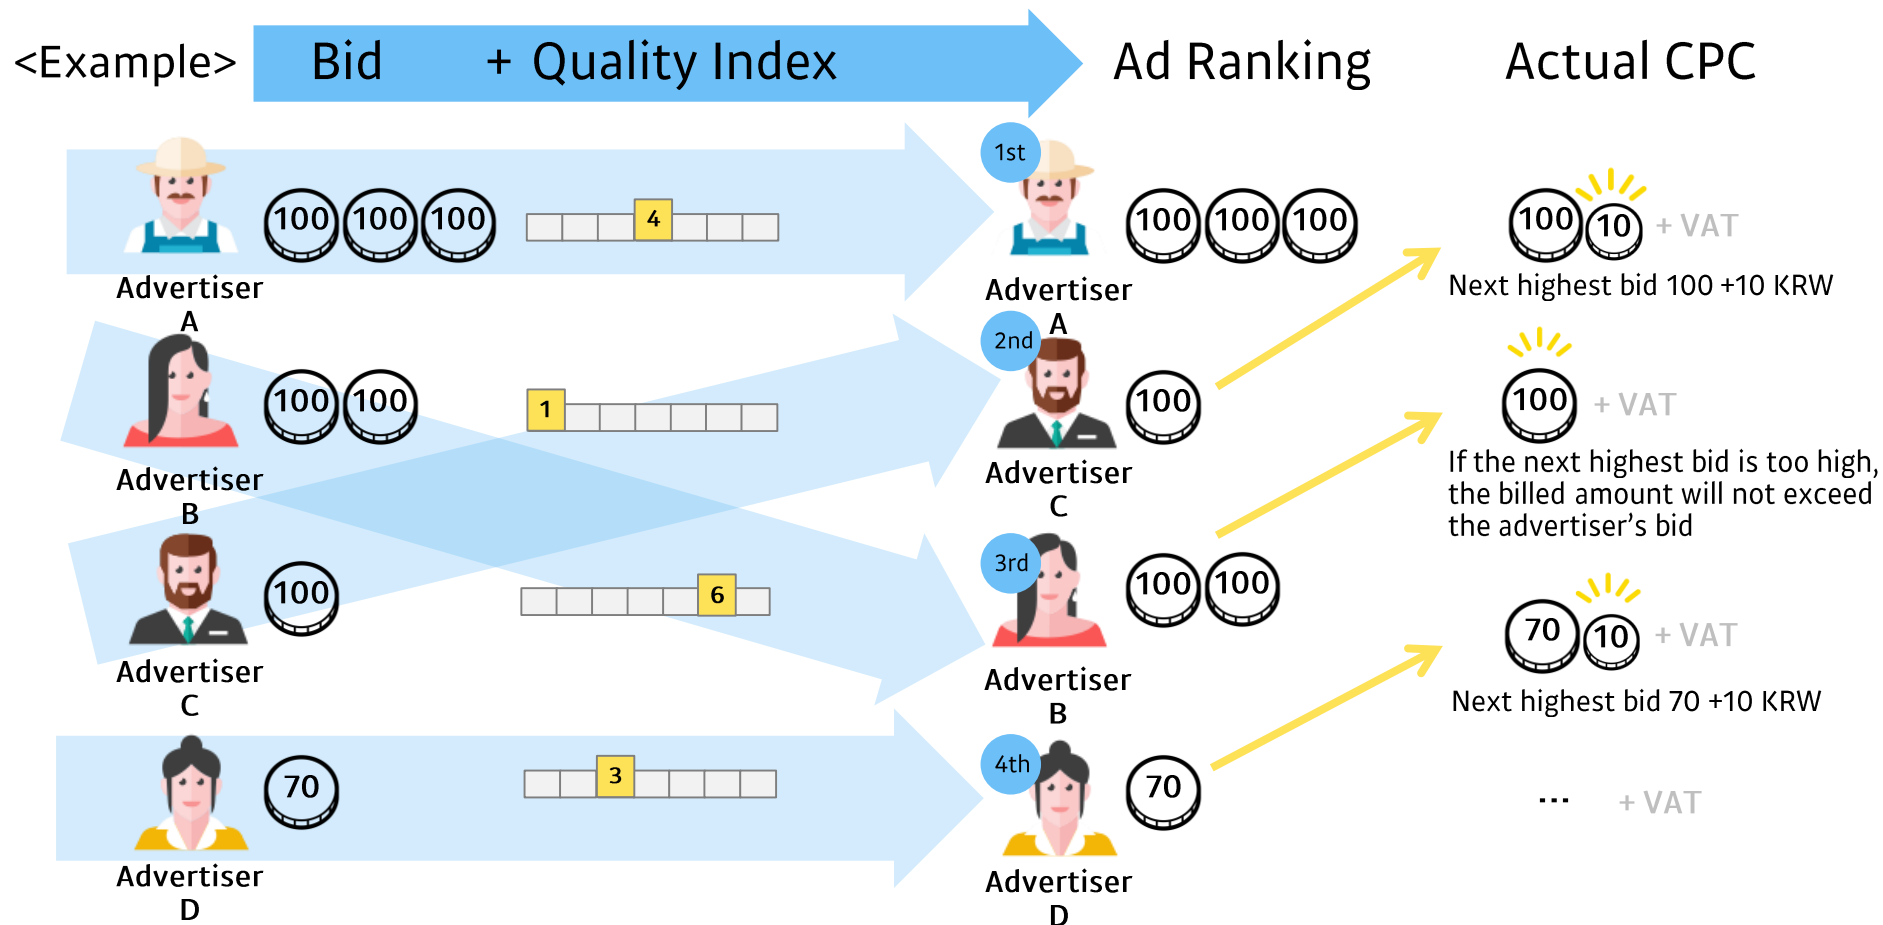 <Example> Bid + Quality Index Ad Ranking Actual CPC
100 100 100
4
Advertiser
A
1st
Advertiser
A
100 100 100
100 10 + VAT
Next highest bid 100 +10 KRW
100 100
1
Advertiser
B
2nd
Advertiser
C
100
100 + VAT
If the next highest bid is too high,
the billed amount will not exceed
the advertiser's bid
100
6
Advertiser
C
3rd
Advertiser
B
100 100
70 10 + VAT
Next highest bid 70 +10 KRW
70
3
Advertiser
D
4th
Advertiser
D
70
... + VAT